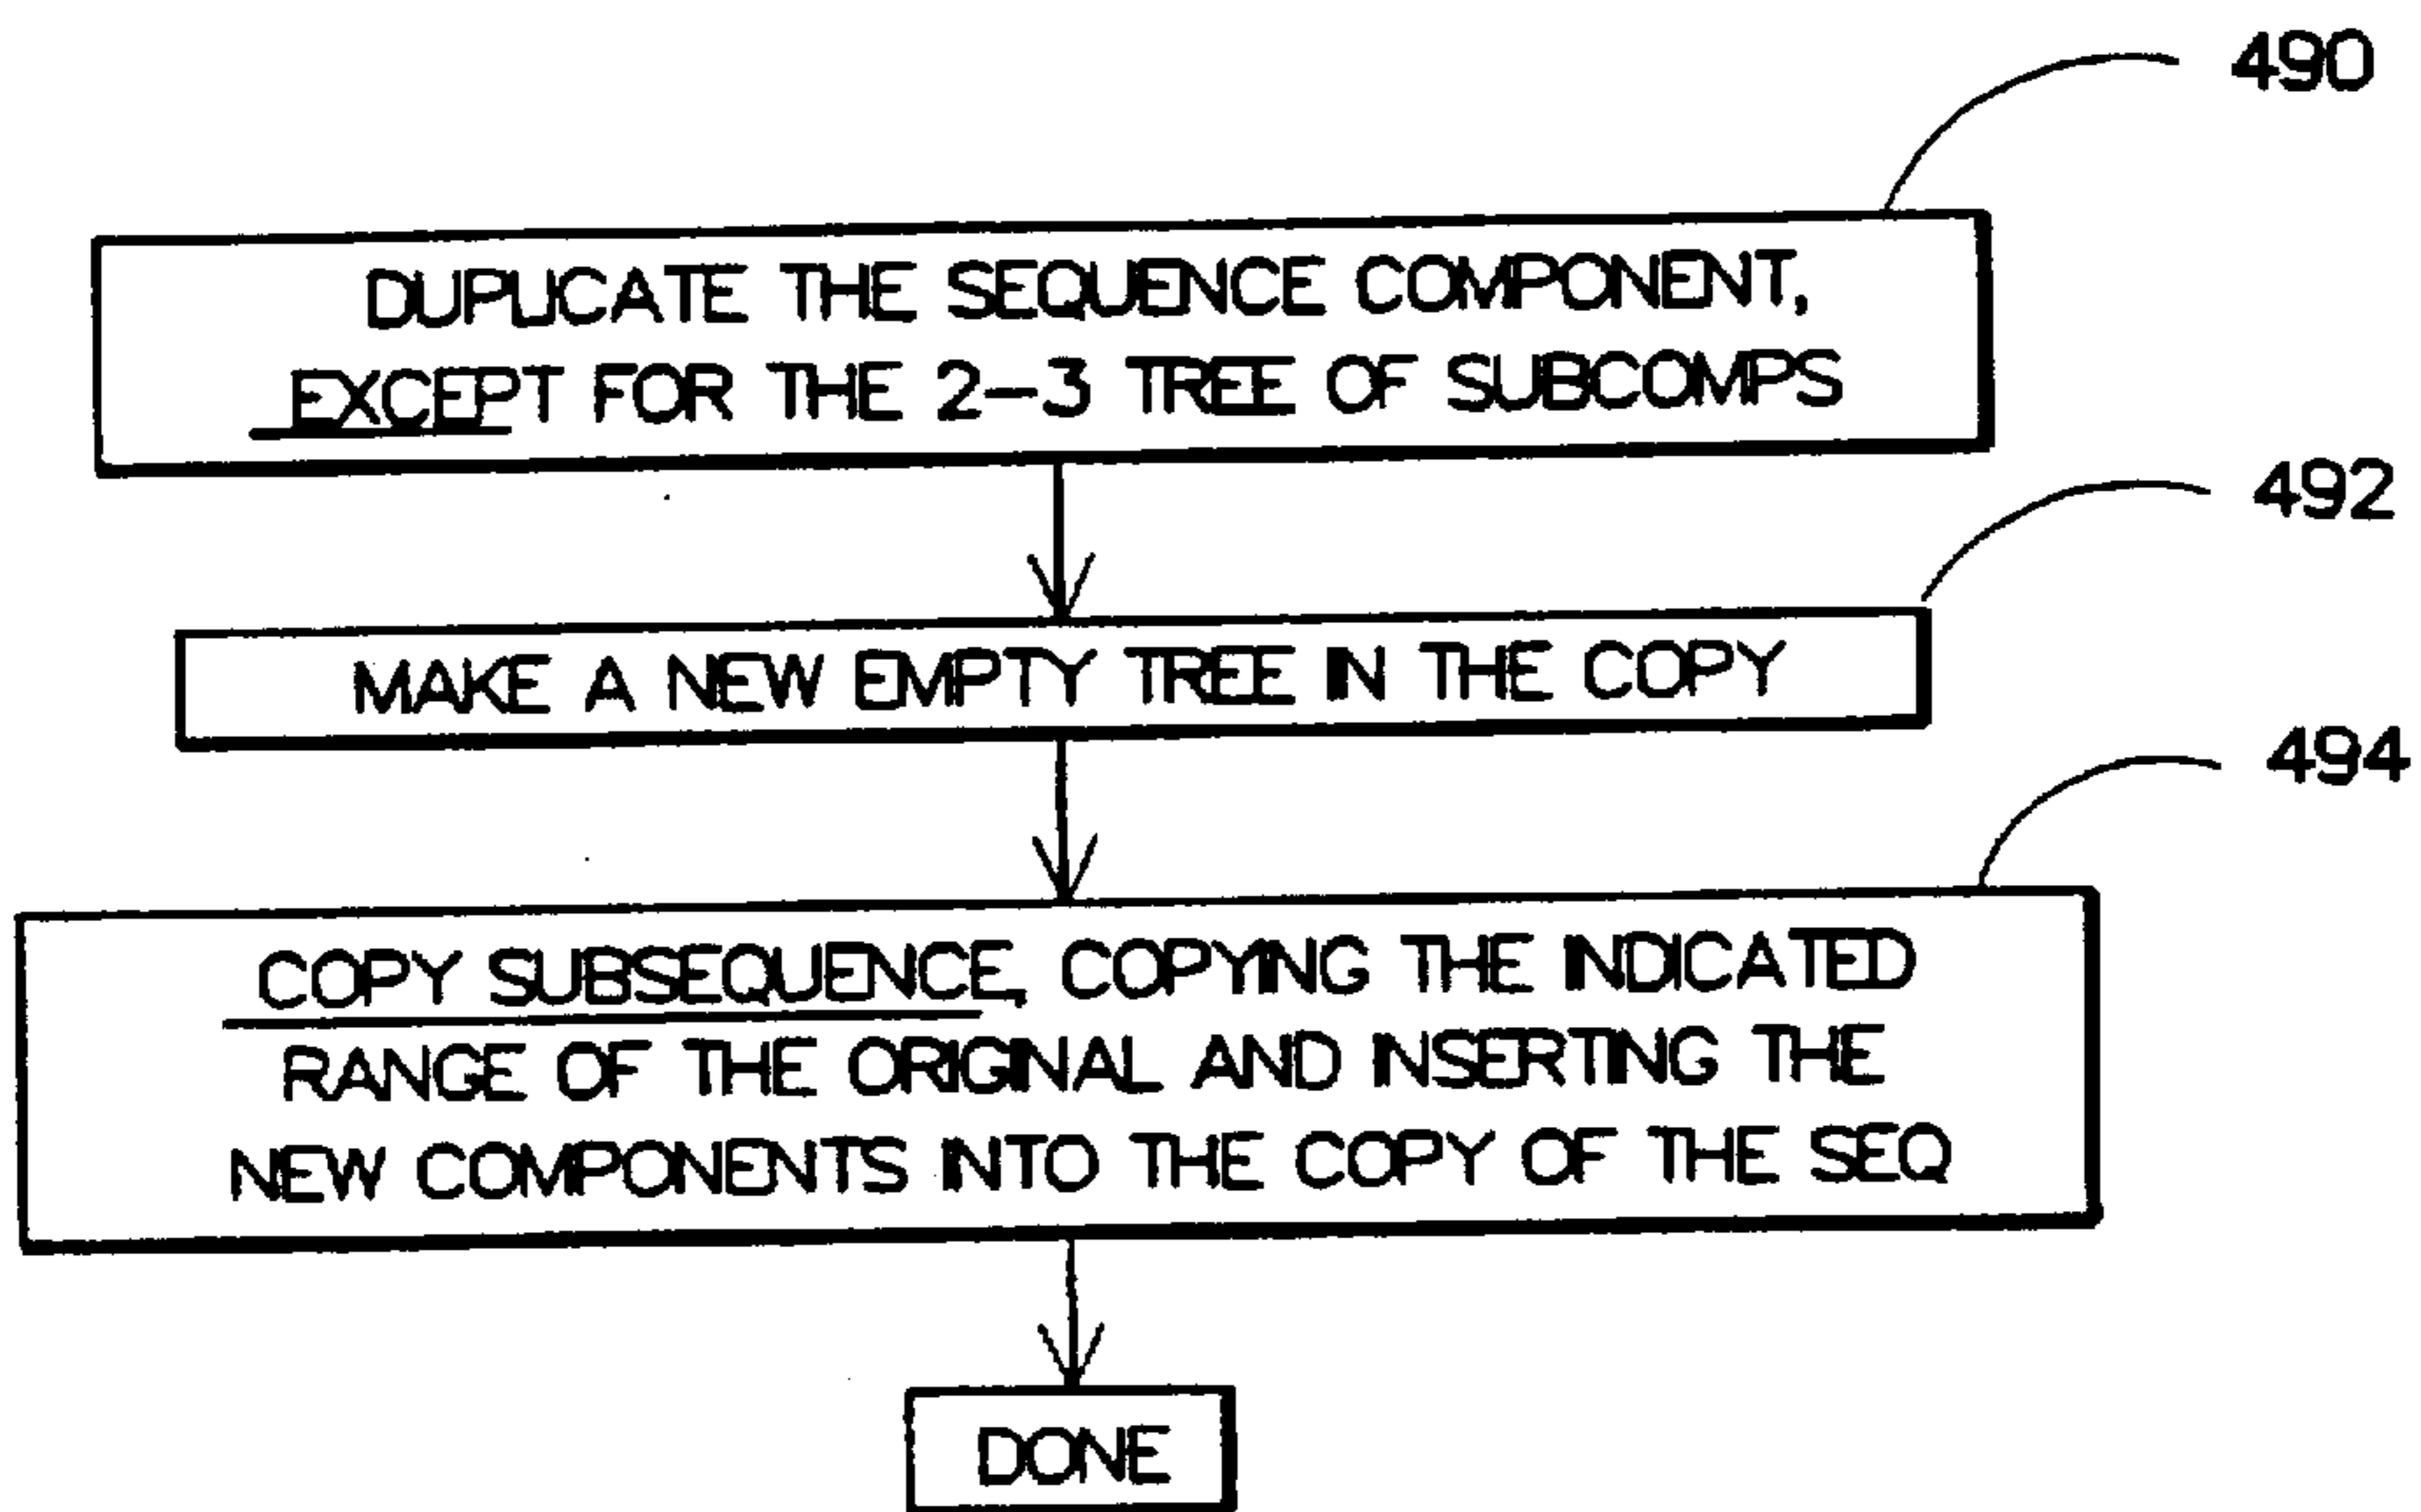 490
DUPLICATE THE SEQUENCE COMPONENT,
EXCEPT FOR THE 2-3 TREE OF SUBCOMPS
492
MAKE A NEW EMPTY TREE IN THE COPY
494
COPY SUBSEQUENCE, COPYING THE INDICATED
RANGE OF THE ORIGINAL AND INSERTING THE
NEW COMPONENTS INTO THE COPY OF THE SEQ
DONE